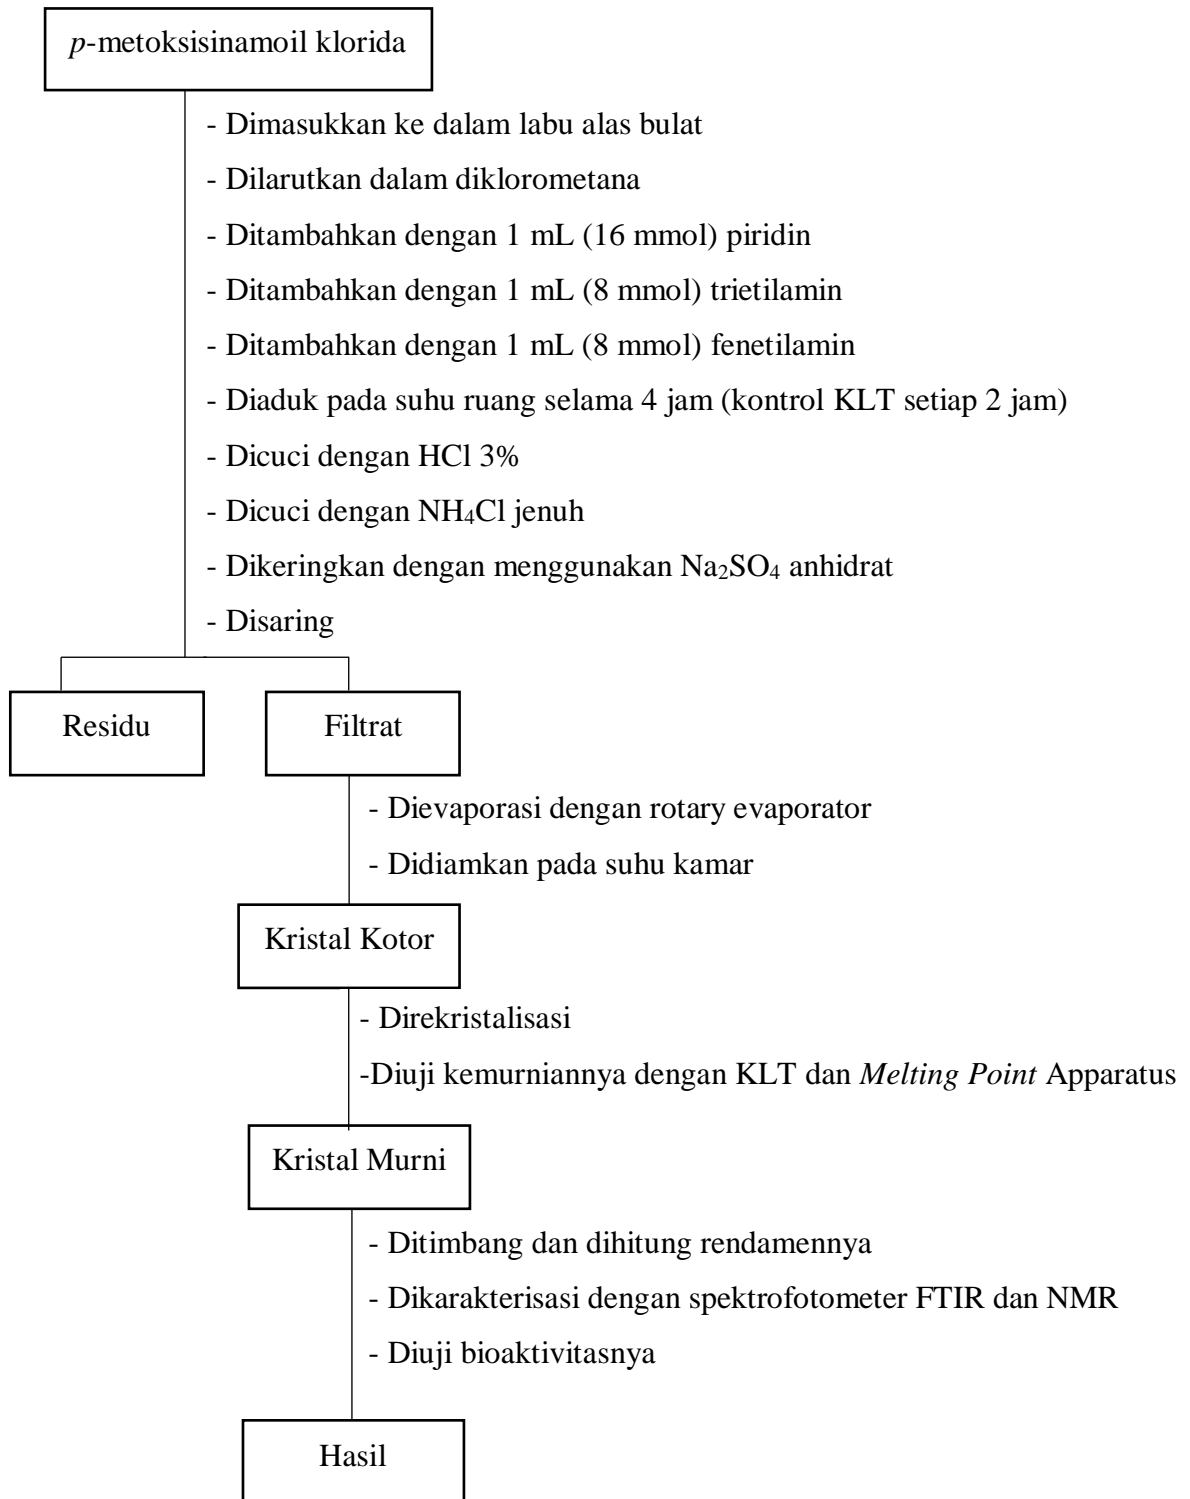 p-metoksisinamoil klorida
- Dimasukkan ke dalam labu alas bulat
- Dilarutkan dalam diklorometana
- Ditambahkan dengan 1 mL (16 mmol) piridin
- Ditambahkan dengan 1 mL (8 mmol) trietilamin
- Ditambahkan dengan 1 mL (8 mmol) fenetilamin
- Diaduk pada suhu ruang selama 4 jam (kontrol KLT setiap 2 jam)
- Dicuci dengan HCl 3%
- Dicuci dengan NH₄Cl jenuh
- Dikeringkan dengan menggunakan Na₂SO₄ anhidrat
- Disaring
Residu
Filtrat
- Dievaporasi dengan rotary evaporator
- Didiamkan pada suhu kamar
Kristal Kotor
- Direkristalisasi
-Diuji kemurniannya dengan KLT dan Melting Point Apparatus
Kristal Murni
- Ditimbang dan dihitung rendamennya
- Dikarakterisasi dengan spektrofotometer FTIR dan NMR
- Diuji bioaktivitasnya
Hasil